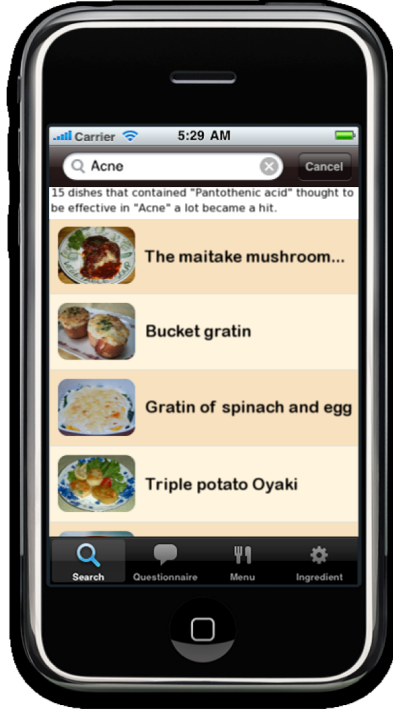 Carrier 5:29 AM
Acne Cancel
15 dishes that contained "Pantothenic acid" thought to
be effective in "Acne" a lot became a hit.
The maitake mushroom...
Bucket gratin
Gratin of spinach and egg
Triple potato Oyaki
Search Questionnaire Menu Ingredient